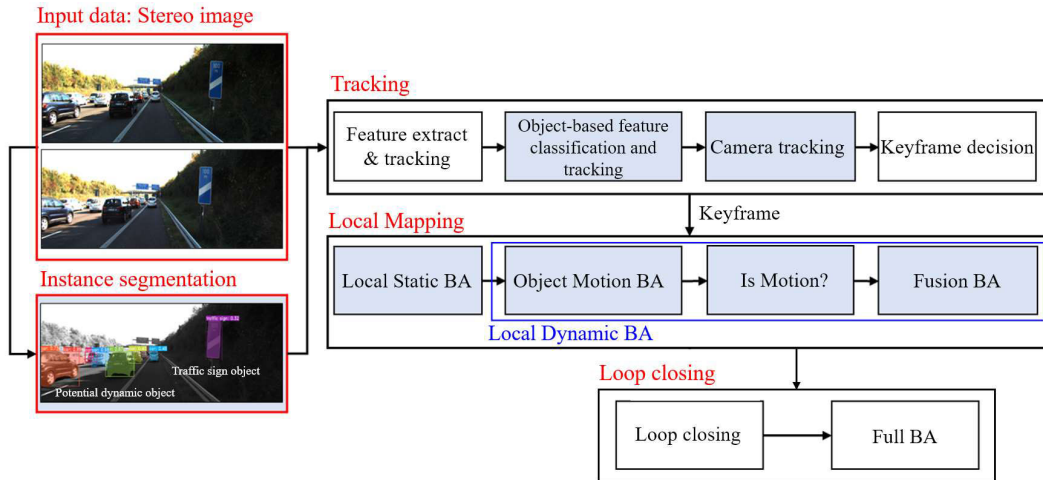 Input data: Stereo image
Tracking
Feature extract
& tracking
Object-based feature
classification and
tracking
Camera tracking
Keyframe decision
Keyframe
Local Mapping
Local Static BA
Object Motion BA
Is Motion?
Fusion BA
Local Dynamic BA
Instance segmentation
Traffic sign object
Potential dynamic object
Loop closing
Loop closing
Full BA